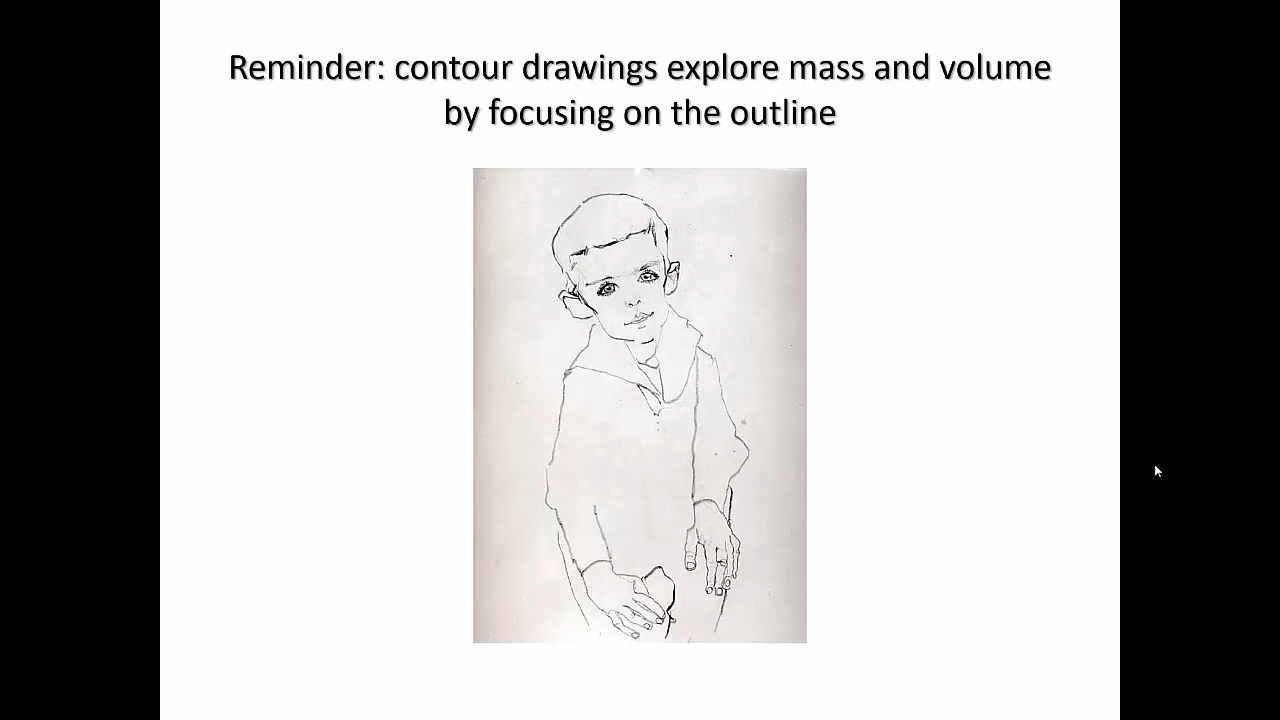 Reminder: contour drawings explore mass and volume
by focusing on the outline